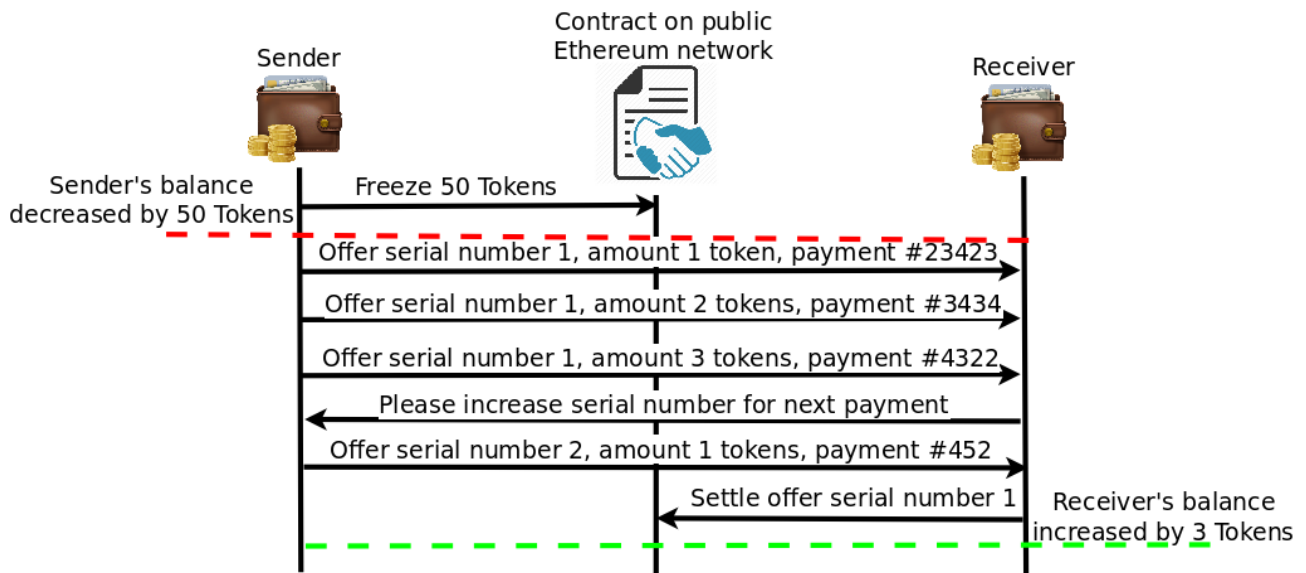 Contract on public
Ethereum network
Sender
Receiver
Sender's balance
decreased by 50 Tokens
Freeze 50 Tokens
Offer serial number 1, amount 1 token, payment #23423
Offer serial number 1, amount 2 tokens, payment #3434
Offer serial number 1, amount 3 tokens, payment #4322
Please increase serial number for next payment
Offer serial number 2, amount 1 tokens, payment #452
Settle offer serial number 1
Receiver's balance
increased by 3 Tokens